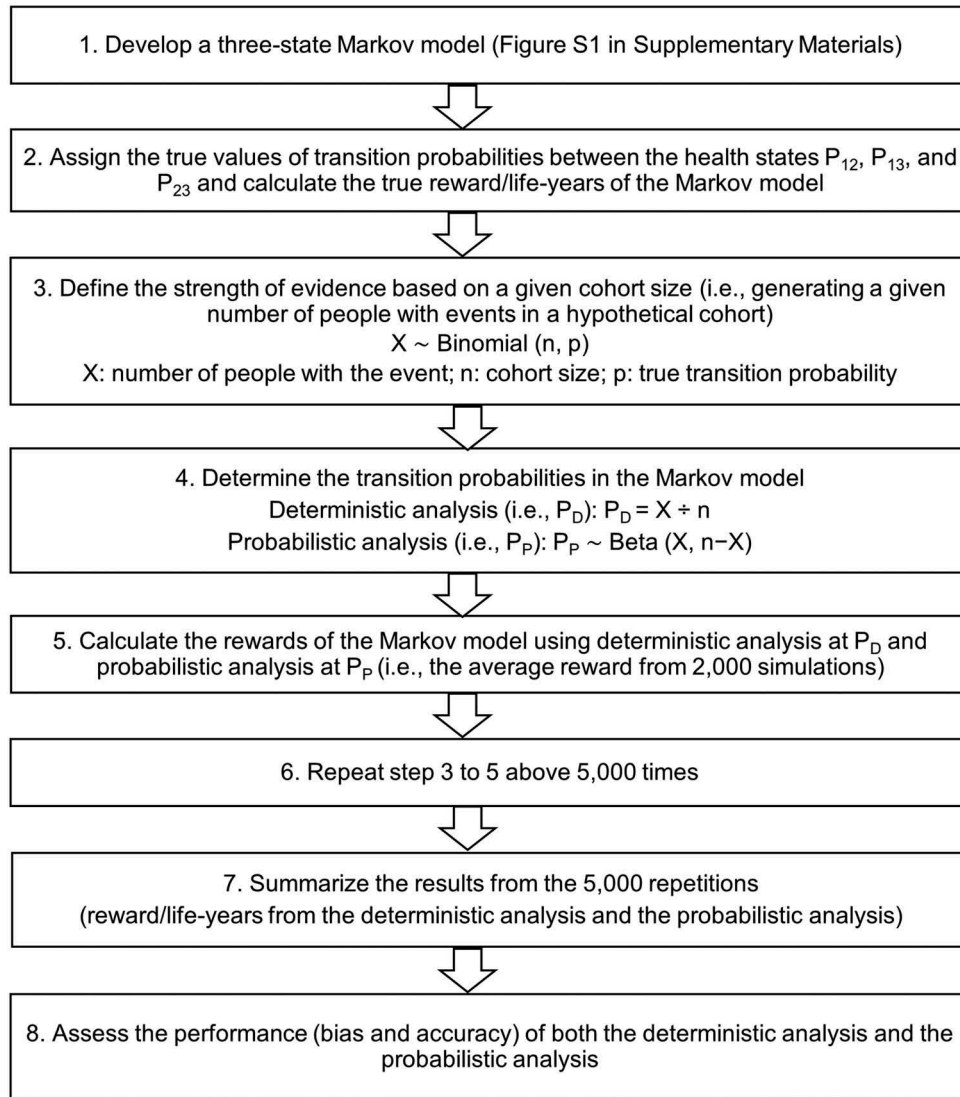 1. Develop a three-state Markov model (Figure S1 in Supplementary Materials)
2. Assign the true values of transition probabilities between the health states P₁₂, P₁₃, and
P₂₃ and calculate the true reward/life-years of the Markov model
3. Define the strength of evidence based on a given cohort size (i.e., generating a given
number of people with events in a hypothetical cohort)
X ~ Binomial (n, p)
X: number of people with the event; n: cohort size; p: true transition probability
4. Determine the transition probabilities in the Markov model
Deterministic analysis (i.e., P_D): P_D = X ÷ n
Probabilistic analysis (i.e., P_P): P_P ~ Beta (X, n−X)
5. Calculate the rewards of the Markov model using deterministic analysis at P_D and
probabilistic analysis at P_P (i.e., the average reward from 2,000 simulations)
6. Repeat step 3 to 5 above 5,000 times
7. Summarize the results from the 5,000 repetitions
(reward/life-years from the deterministic analysis and the probabilistic analysis)
8. Assess the performance (bias and accuracy) of both the deterministic analysis and the
probabilistic analysis